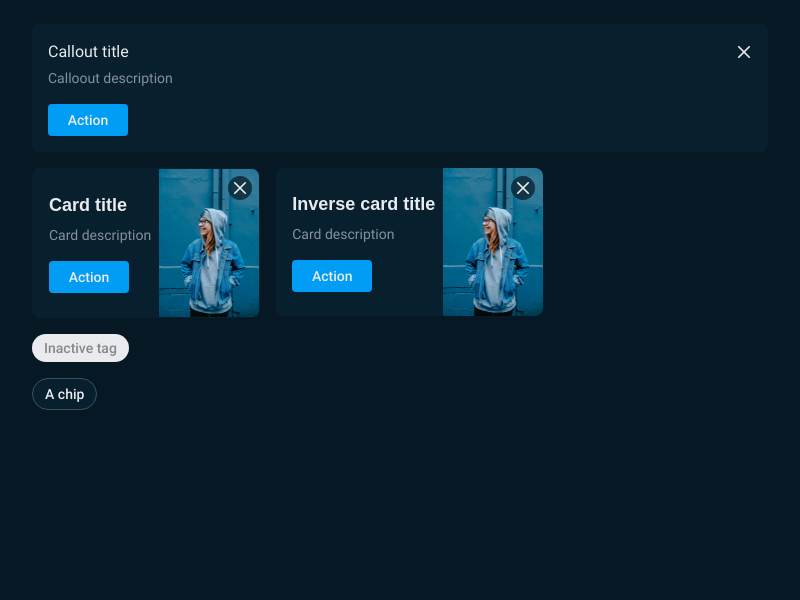 Callout title
Calloout description
Action
Card title
Card description
Action
Inverse card title
Card description
Action
Inactive tag
A chip